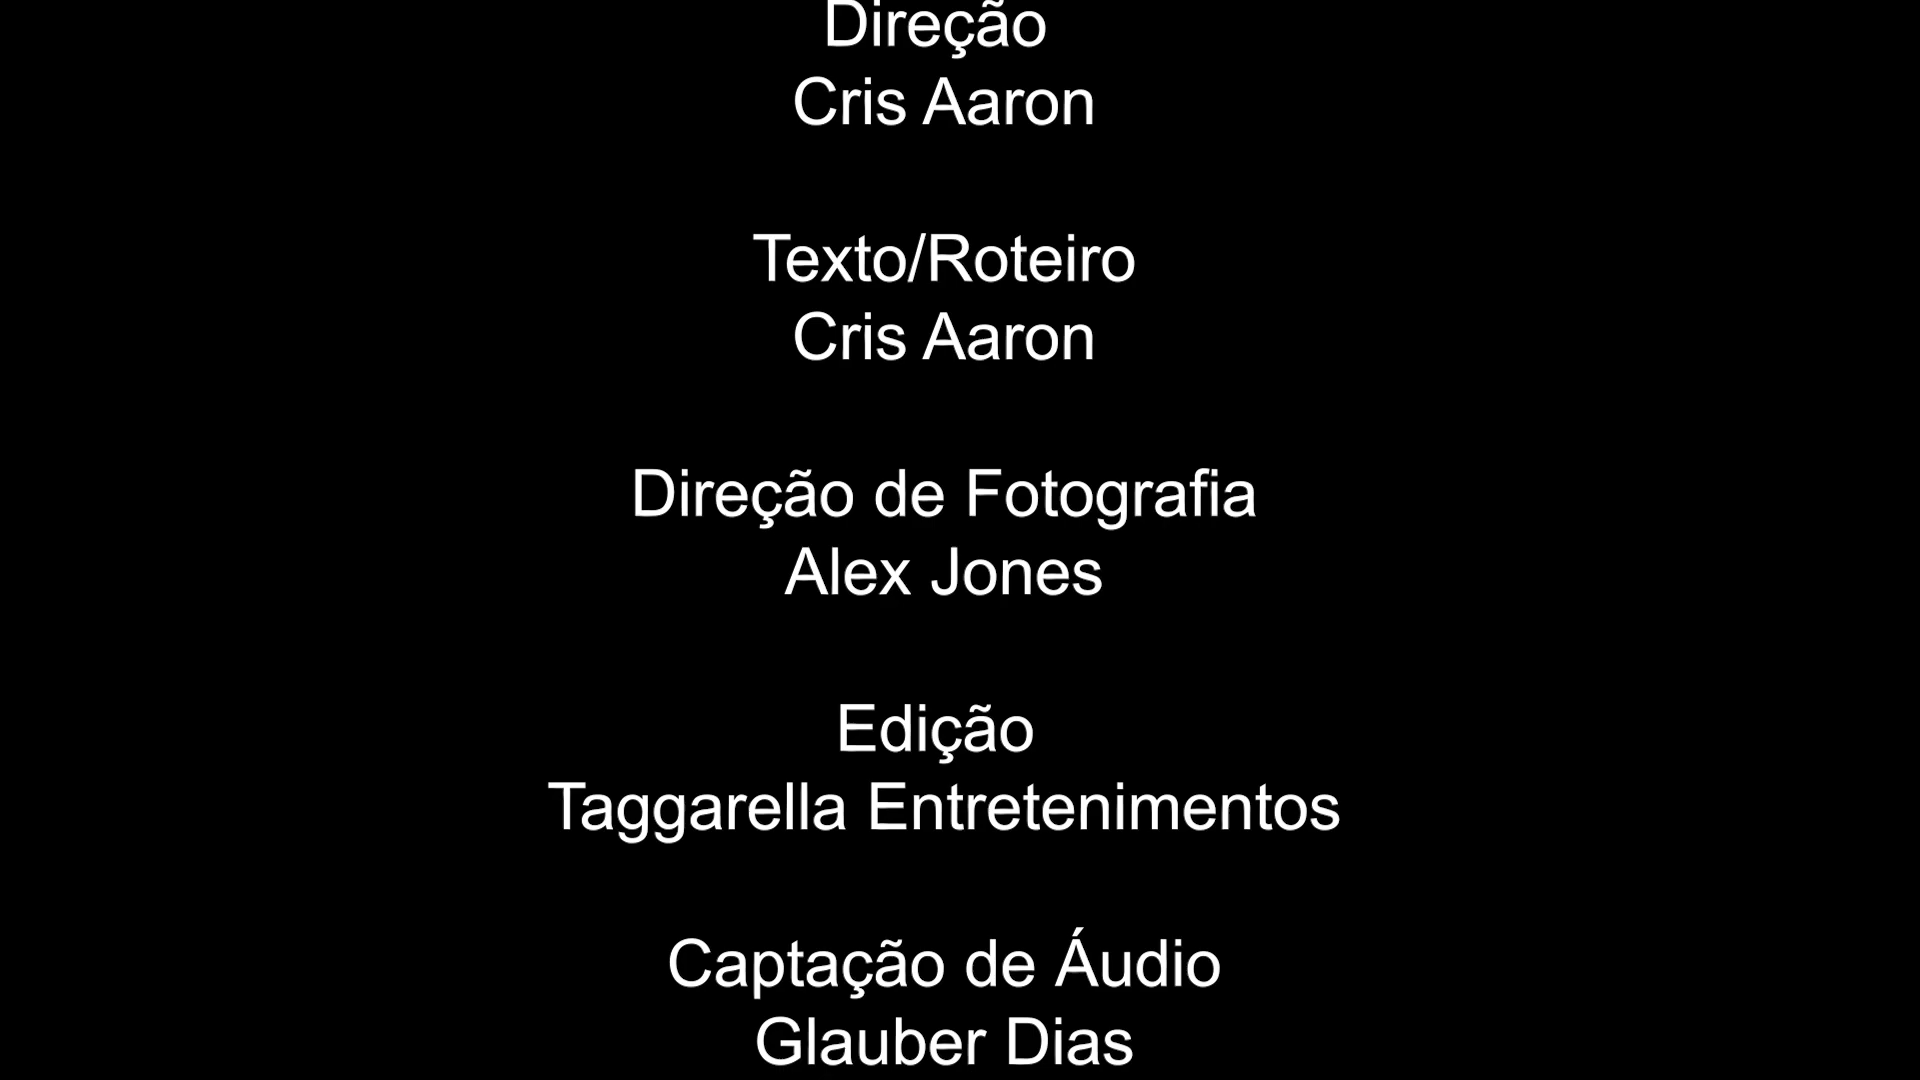 Direção
Cris Aaron
Texto/Roteiro
Cris Aaron
Direção de Fotografia
Alex Jones
Edição
Taggarella Entretenimentos
Captação de Áudio
Glauber Dias